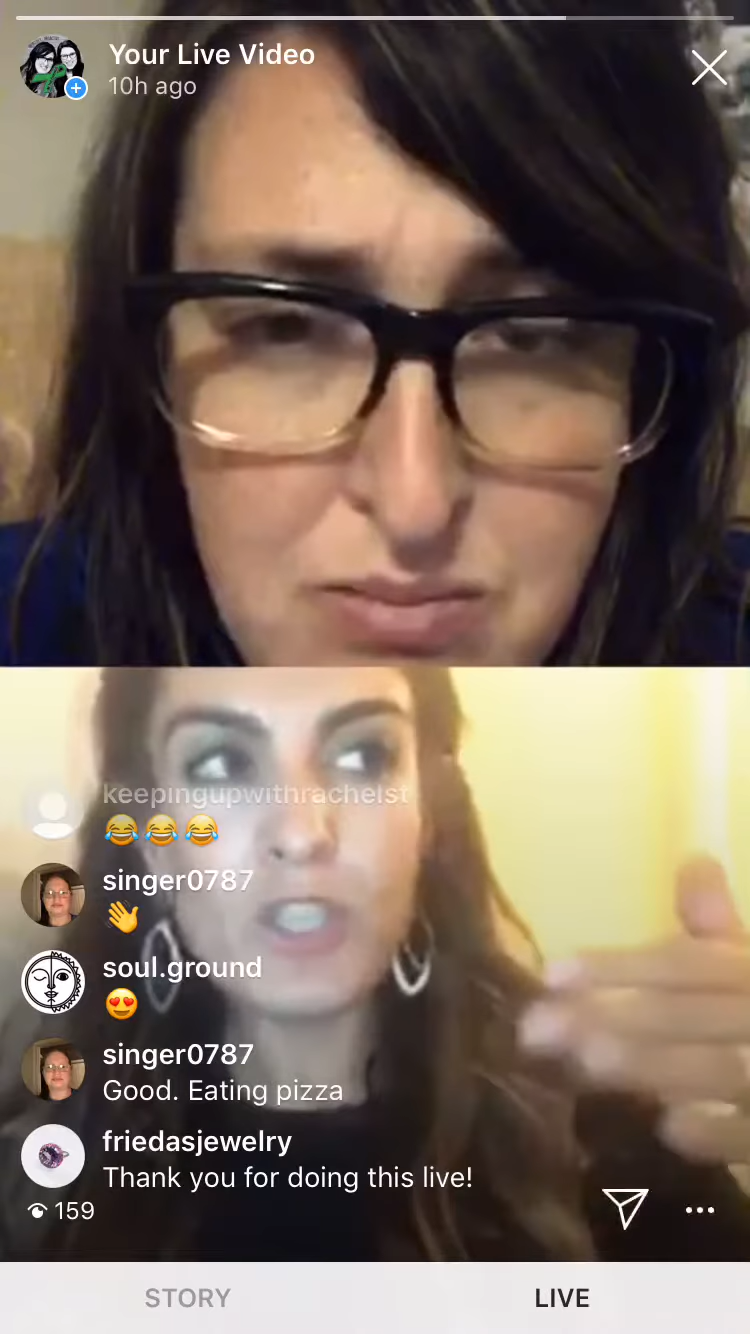 Your Live Video
10h ago
keepingupwithrachelst
😂😂😂
singer0787
👋
soul.ground
😍
singer0787
Good. Eating pizza
friedasjewelry
Thank you for doing this live!
159
STORY
LIVE